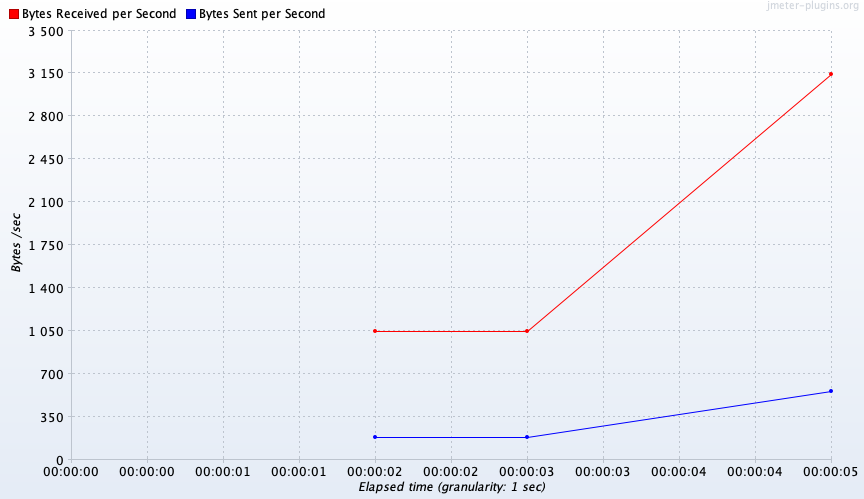 jmeter-plugins.org
Bytes Received per Second Bytes Sent per Second
3 500
3 150
2 800
2 450
2 100
1 750
1 400
1 050
700
350
0
Bytes /sec
00:00:00 00:00:00 00:00:01 00:00:01 00:00:02 00:00:02 00:00:03 00:00:03 00:00:04 00:00:04 00:00:05
Elapsed time (granularity: 1 sec)